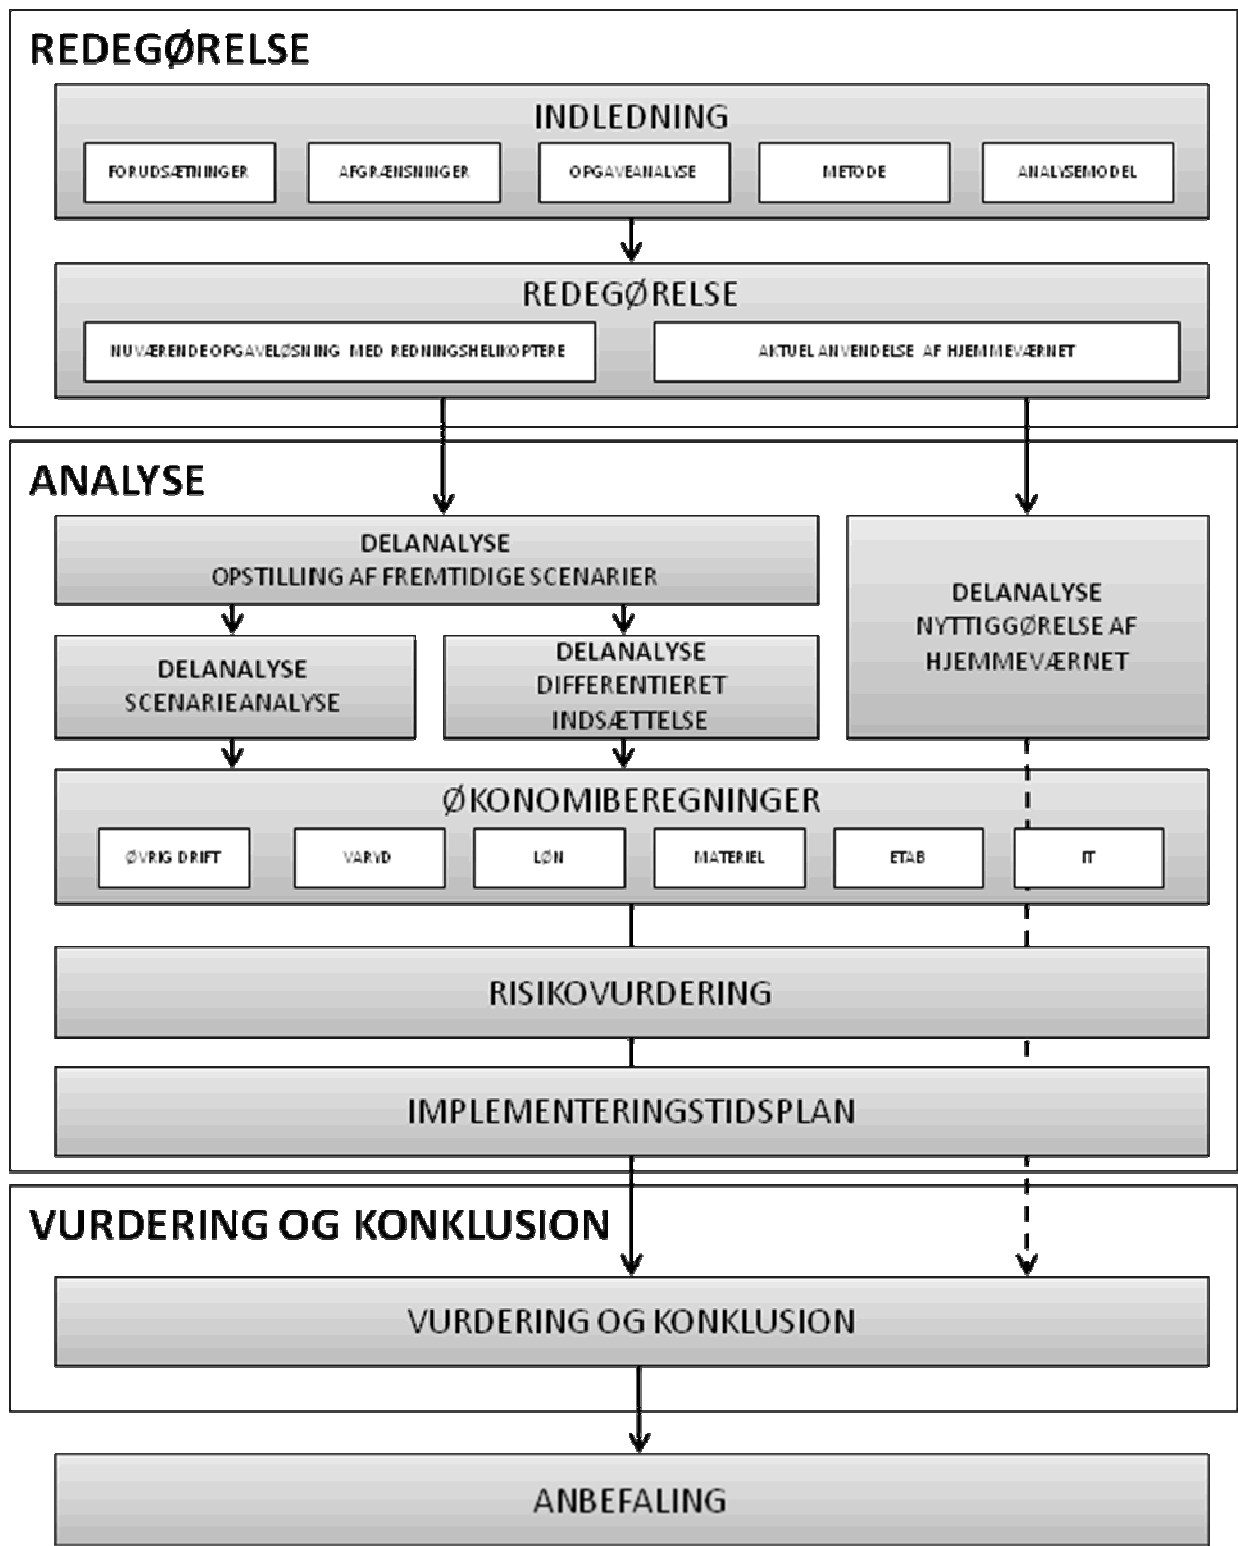 REDEGØRELSE
INDLEDNING
FORUDSÆTNINGER
AFGRÆNSNINGER
OPGAVEANALYSE
METODE
ANALYSEMODEL
REDEGØRELSE
NUVÆRENDE OPGAVELØSNING MED REDNINGSHELIKOPTERE
AKTUEL ANVENDELSE AF HJEMMEVÆRNET
ANALYSE
DELANALYSE
OPSTILLING AF FREMTIDIGE SCENARIER
DELANALYSE
NYTTIGGØRELSE AF
HJEMMEVÆRNET
DELANALYSE
SCENARIEANALYSE
DELANALYSE
DIFFERENTIERET
INDSÆTTELSE
ØKONOMIBEREGNINGER
ØVRIG DRIFT
VARYD
LØN
MATERIEL
ETAB
IT
RISIKOVURDERING
IMPLEMENTERINGSTIDSPLAN
VURDERING OG KONKLUSION
VURDERING OG KONKLUSION
ANBEFALING